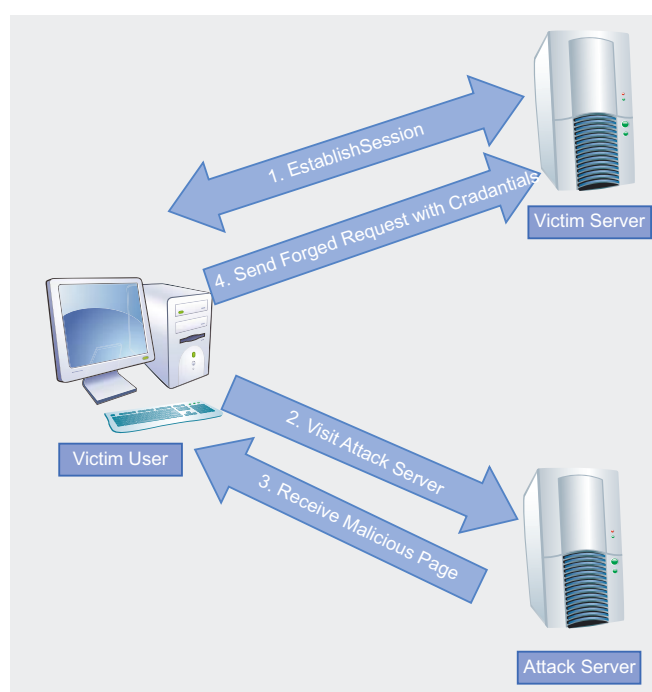 1. EstablishSession
4. Send Forged Request with Cradantials
Victim Server
2. Visit Attack Server
Victim User
3. Receive Malicious Page
Attack Server